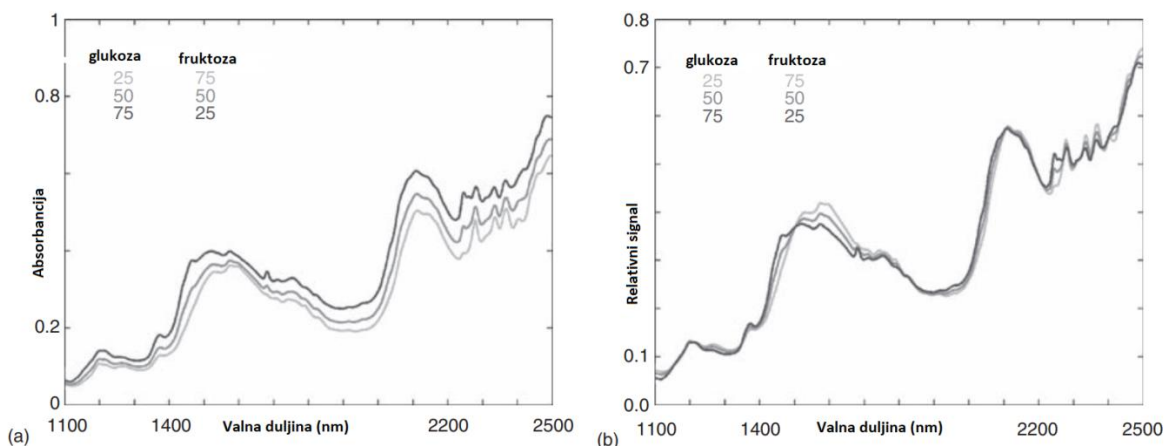 1
0.8
0.2
0
glukoza fruktoza
25 75
50 50
75 25
Absorbancija
1100 1400 Valna duljina (nm) 2200 2500
(a)
0.8
0.7
0.1
0.0
glukoza fruktoza
25 75
50 50
75 25
Relativni signal
1100 1400 Valna duljina (nm) 2200 2500
(b)